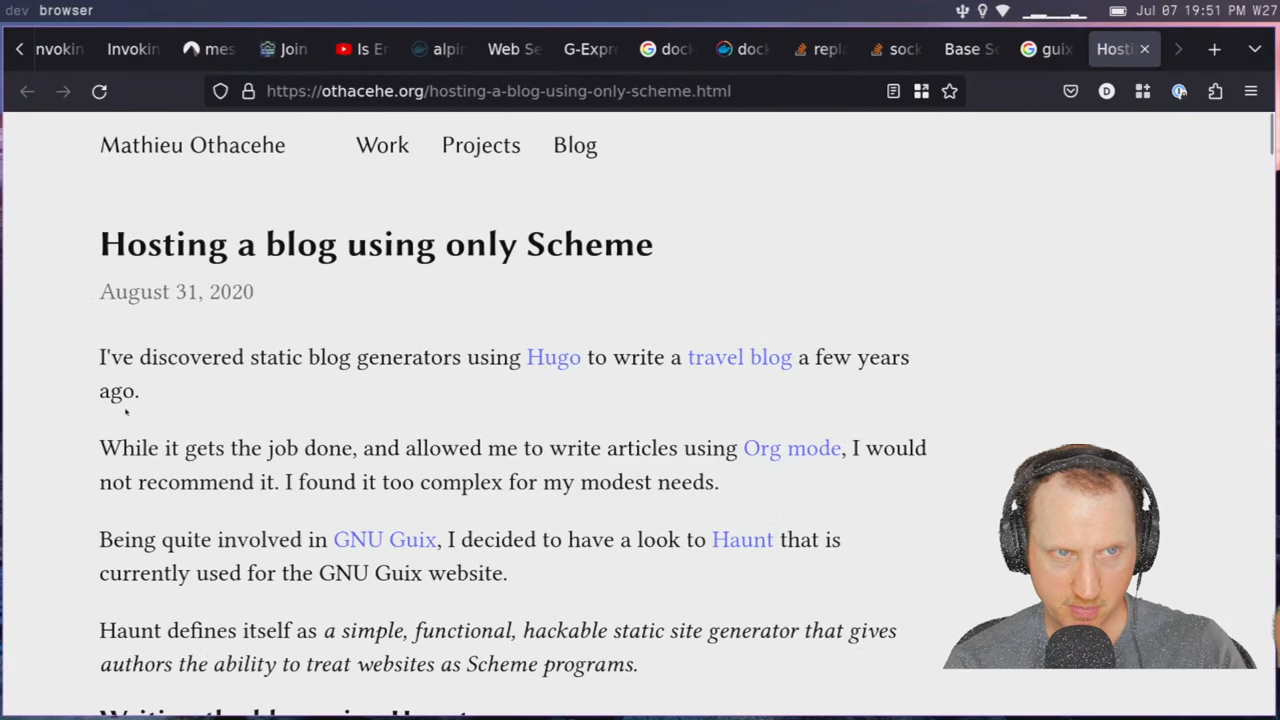 dev browser Jul 07 19:51 PM W27
nvokin Invokin mes Join Is Er alpin Web Se G-Expre dock dock repla sock Base Se guix Hosti
https://othacehe.org/hosting-a-blog-using-only-scheme.html D
Mathieu Othacehe Work Projects Blog
Hosting a blog using only Scheme
August 31, 2020
I've discovered static blog generators using Hugo to write a travel blog a few years
ago.
While it gets the job done, and allowed me to write articles using Org mode, I would
not recommend it. I found it too complex for my modest needs.
Being quite involved in GNU Guix, I decided to have a look to Haunt that is
currently used for the GNU Guix website.
Haunt defines itself as a simple, functional, hackable static site generator that gives
authors the ability to treat websites as Scheme programs.